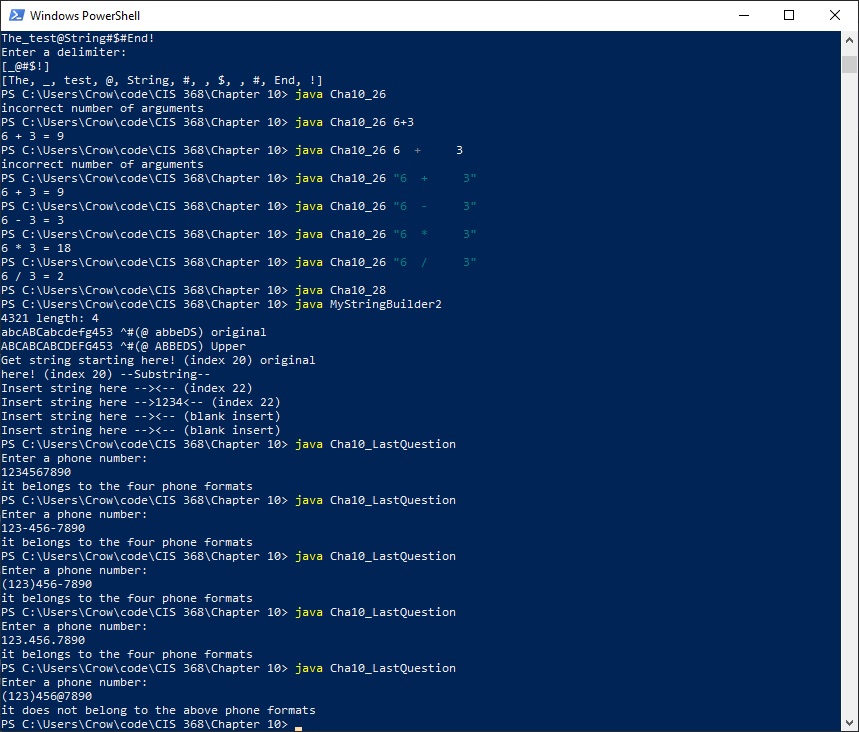 Windows PowerShell
The_test@String#$#End!
Enter a delimiter:
[_@#$!]
[The, _, test, @, String, #, , $, , #, End, !]
PS C:\Users\Crow\code\CIS 368\Chapter 10> java Cha10_26
incorrect number of arguments
PS C:\Users\Crow\code\CIS 368\Chapter 10> java Cha10_26 6+3
6 + 3 = 9
PS C:\Users\Crow\code\CIS 368\Chapter 10> java Cha10_26 6  +     3
incorrect number of arguments
PS C:\Users\Crow\code\CIS 368\Chapter 10> java Cha10_26 "6  +     3"
6 + 3 = 9
PS C:\Users\Crow\code\CIS 368\Chapter 10> java Cha10_26 "6  -     3"
6 - 3 = 3
PS C:\Users\Crow\code\CIS 368\Chapter 10> java Cha10_26 "6  *     3"
6 * 3 = 18
PS C:\Users\Crow\code\CIS 368\Chapter 10> java Cha10_26 "6  /     3"
6 / 3 = 2
PS C:\Users\Crow\code\CIS 368\Chapter 10> java Cha10_28
PS C:\Users\Crow\code\CIS 368\Chapter 10> java MyStringBuilder2
4321 length: 4
abcABCabcdefg453 ^#(@ abbeDS) original
ABCABCABCDEFG453 ^#(@ ABBEDS) Upper
Get string starting here! (index 20) original
here! (index 20) --Substring--
Insert string here --><-- (index 22)
Insert string here -->1234<-- (index 22)
Insert string here --><-- (blank insert)
Insert string here --><-- (blank insert)
PS C:\Users\Crow\code\CIS 368\Chapter 10> java Cha10_LastQuestion
Enter a phone number:
1234567890
it belongs to the four phone formats
PS C:\Users\Crow\code\CIS 368\Chapter 10> java Cha10_LastQuestion
Enter a phone number:
123-456-7890
it belongs to the four phone formats
PS C:\Users\Crow\code\CIS 368\Chapter 10> java Cha10_LastQuestion
Enter a phone number:
(123)456-7890
it belongs to the four phone formats
PS C:\Users\Crow\code\CIS 368\Chapter 10> java Cha10_LastQuestion
Enter a phone number:
123.456.7890
it belongs to the four phone formats
PS C:\Users\Crow\code\CIS 368\Chapter 10> java Cha10_LastQuestion
Enter a phone number:
(123)456@7890
it does not belong to the above phone formats
PS C:\Users\Crow\code\CIS 368\Chapter 10>